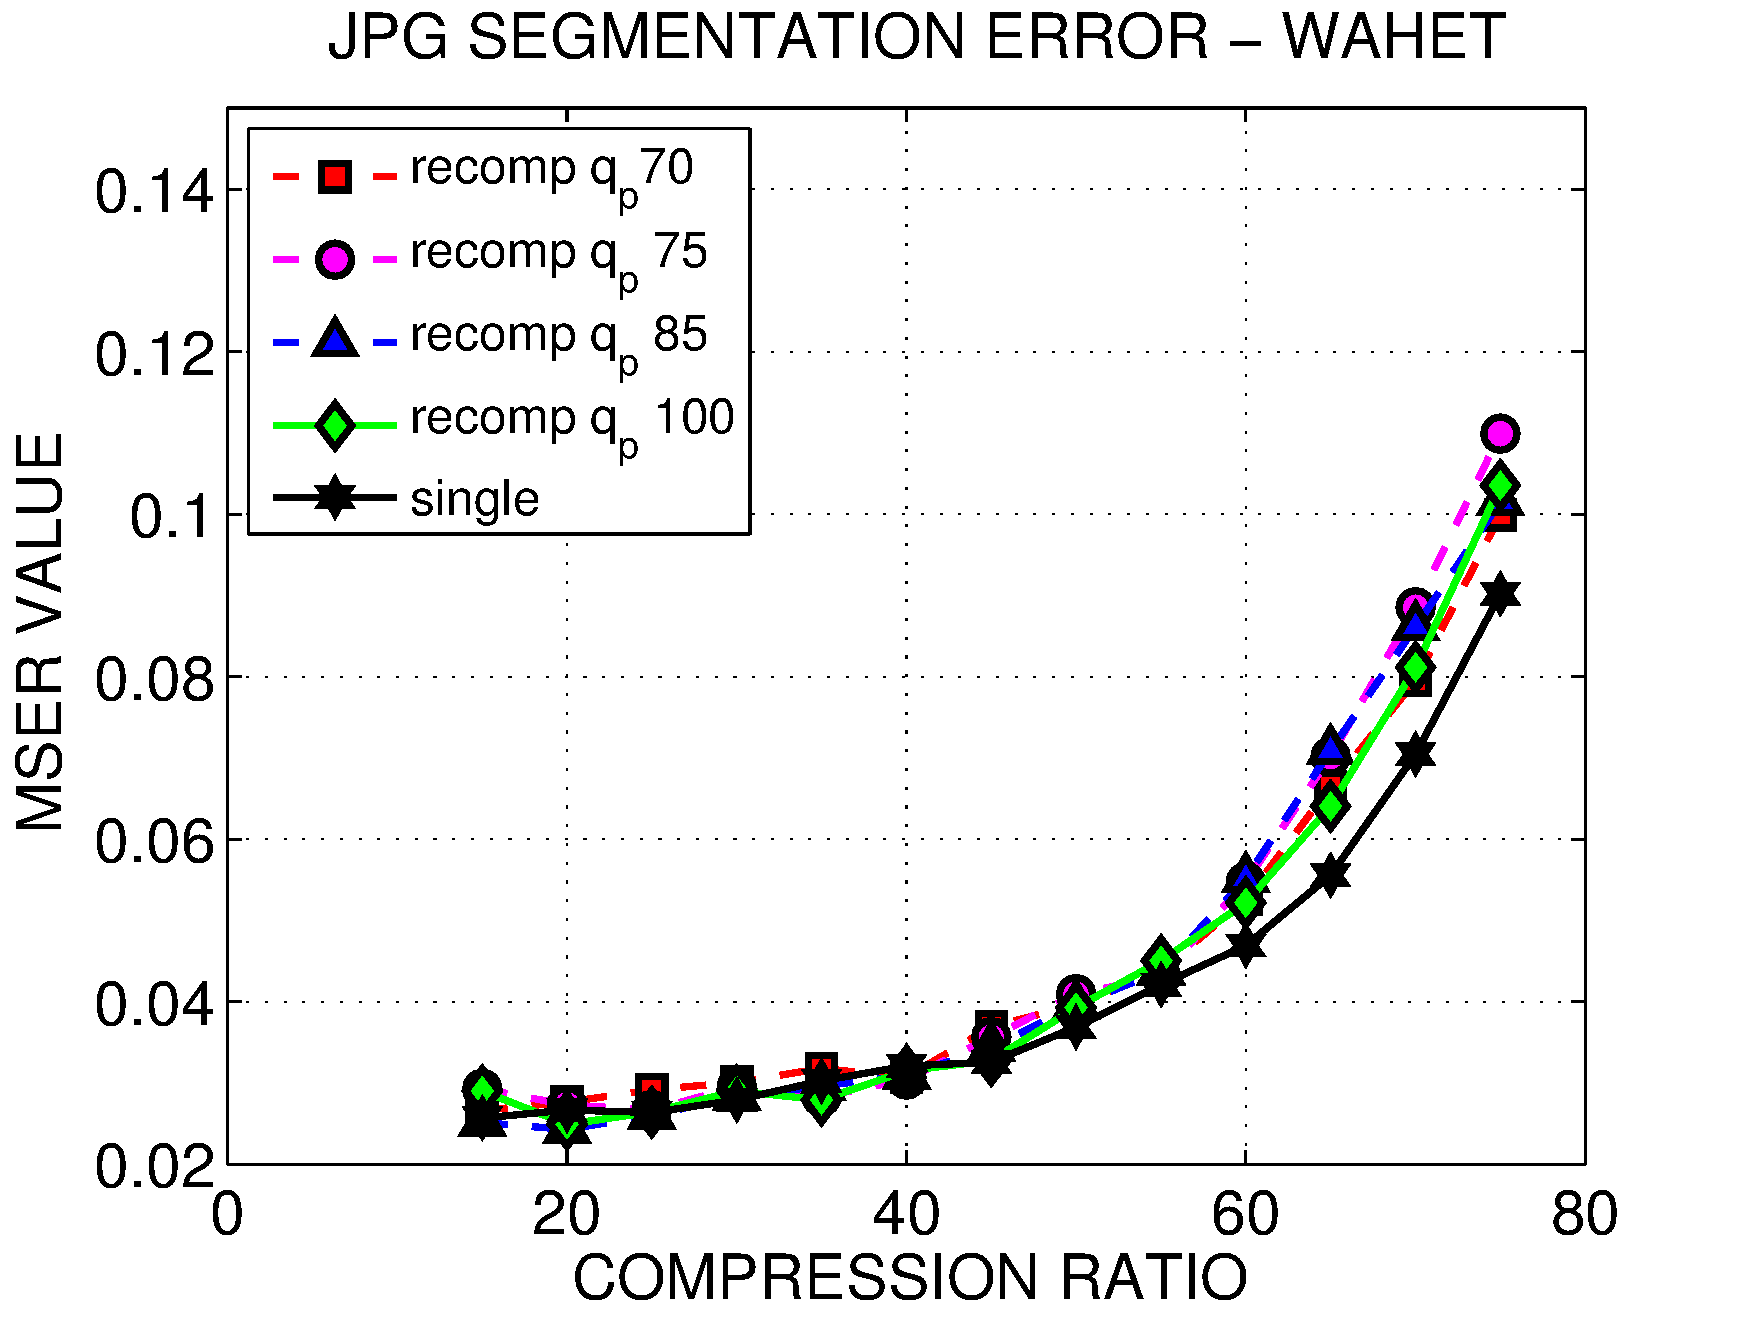 JPG SEGMENTATION ERROR – WAHET
recomp qp70
recomp qp 75
recomp qp 85
recomp qp 100
single
MSER VALUE
0.14
0.12
0.1
0.08
0.06
0.04
0.02
0 20 40 60 80
COMPRESSION RATIO